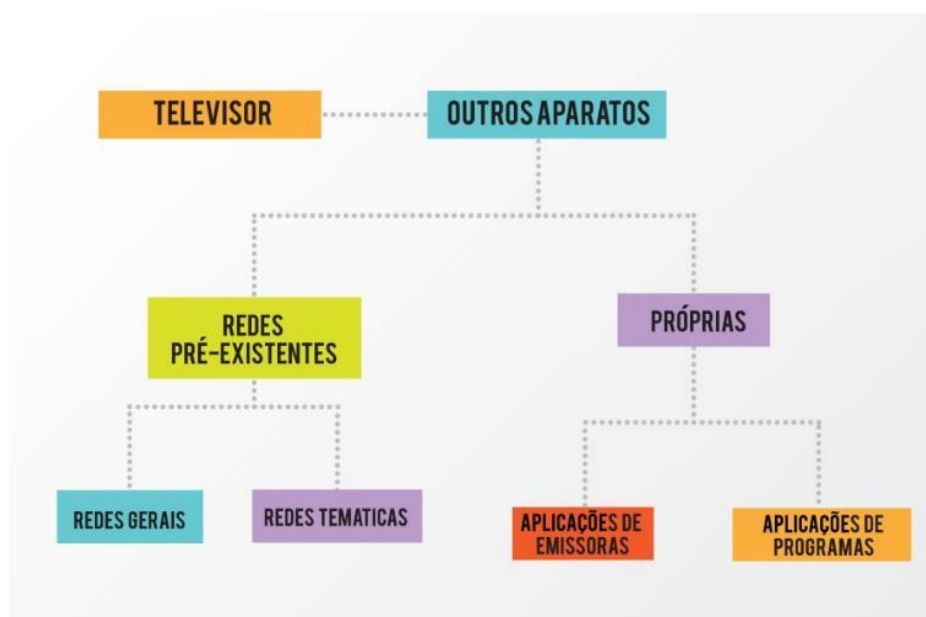 TELEVISOR
OUTROS APARATOS
REDES
PRÉ-EXISTENTES
PRÓPRIAS
REDES GERAIS
REDES TEMATICAS
APLICAÇÕES DE
EMISSORAS
APLICAÇÕES DE
PROGRAMAS